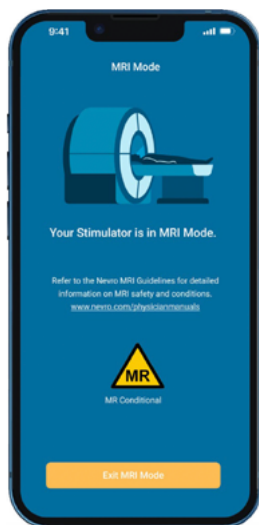 9:41
MRI Mode
Your Stimulator is in MRI Mode.
Refer to the Nevro MRI Guidelines for detailed
information on MRI safety and conditions.
www.nevro.com/physicianmanuals
MR
MR Conditional
Exit MRI Mode